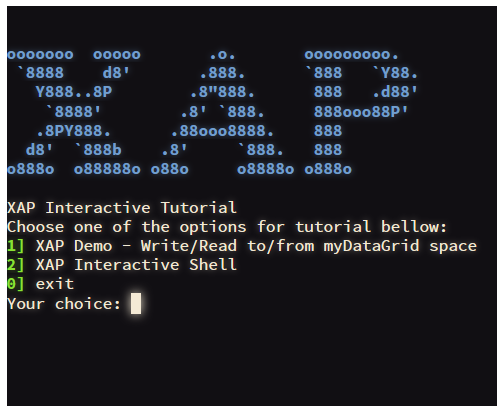 ooooooo  ooooo       .o.       ooooooooo.
 `8888    d8'       .888.      `888   `Y88.
   Y888..8P        .8"888.      888   .d88'
    `8888'        .8' `888.     888ooo88P'
   .8PY888.      .88ooo8888.    888
  d8'  `888b    .8'     `888.   888
o888o  o88888o o88o     o8888o o888o
XAP Interactive Tutorial
Choose one of the options for tutorial bellow:
1] XAP Demo - Write/Read to/from myDataGrid space
2] XAP Interactive Shell
0] exit
Your choice: